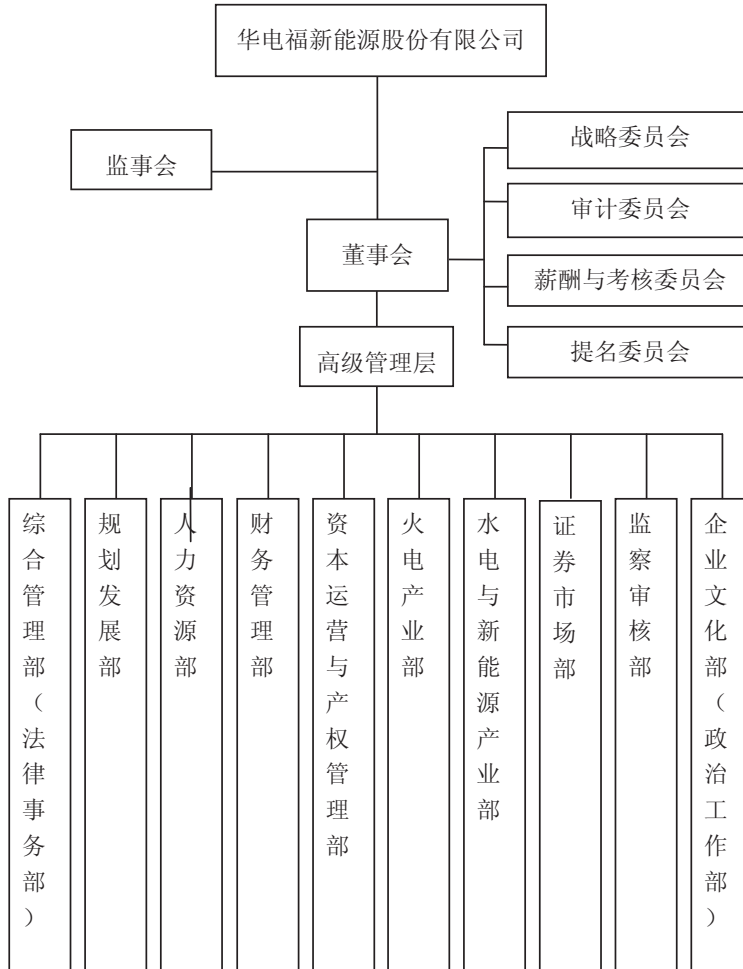 华电福新能源股份有限公司
监事会
战略委员会
审计委员会
董事会
薪酬与考核委员会
提名委员会
高级管理层
综合管理部（法律事务部）
规划发展部
人力资源部
财务管理部
资本运营与产权管理部
火电产业部
水电与新能源产业部
证券市场部
监察审核部
企业文化部（政治工作部）